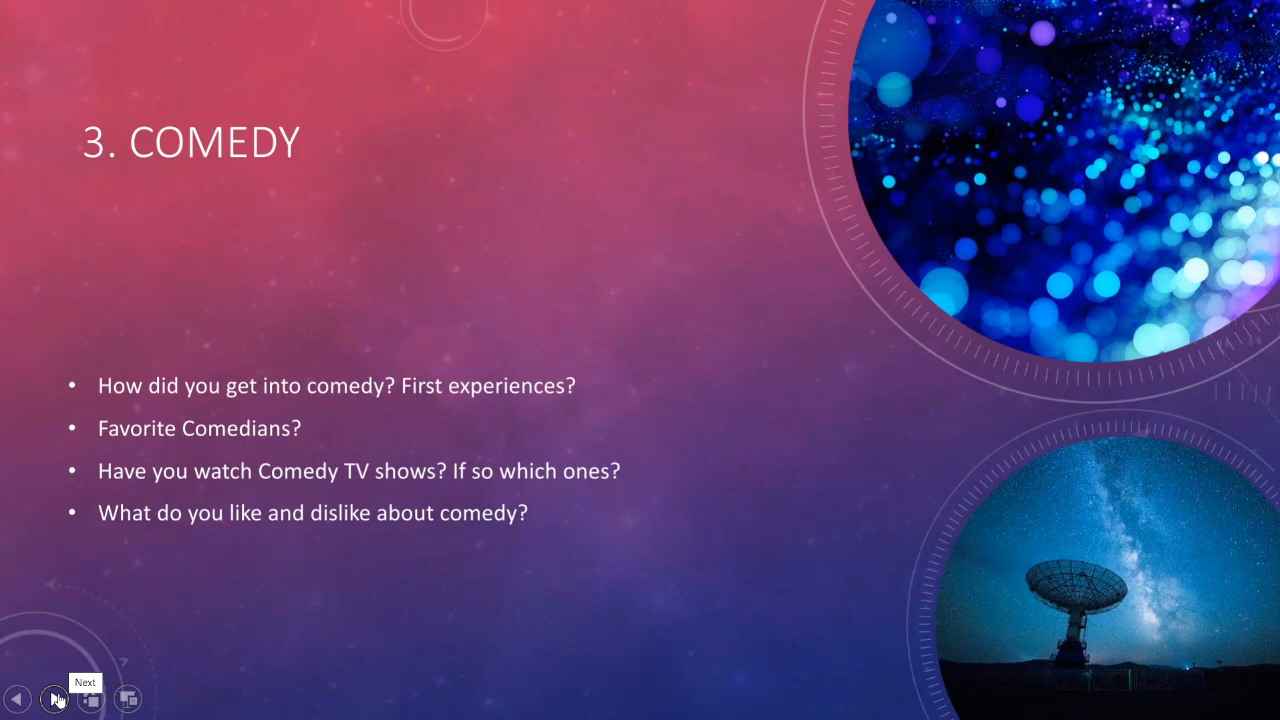 3. COMEDY
• How did you get into comedy? First experiences?
• Favorite Comedians?
• Have you watch Comedy TV shows? If so which ones?
• What do you like and dislike about comedy?
Next